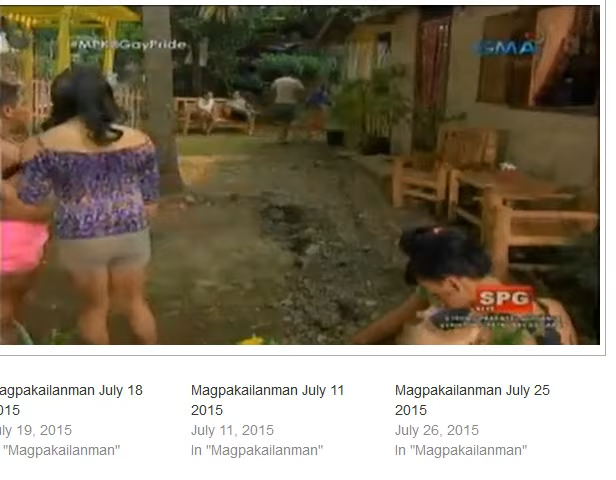 #MPKGayPride
GMA
SPG
agpakailanman July 18
015
ly 19, 2015
"Magpakailanman"
Magpakailanman July 11
2015
July 11, 2015
In "Magpakailanman"
Magpakailanman July 25
2015
July 26, 2015
In "Magpakailanman"